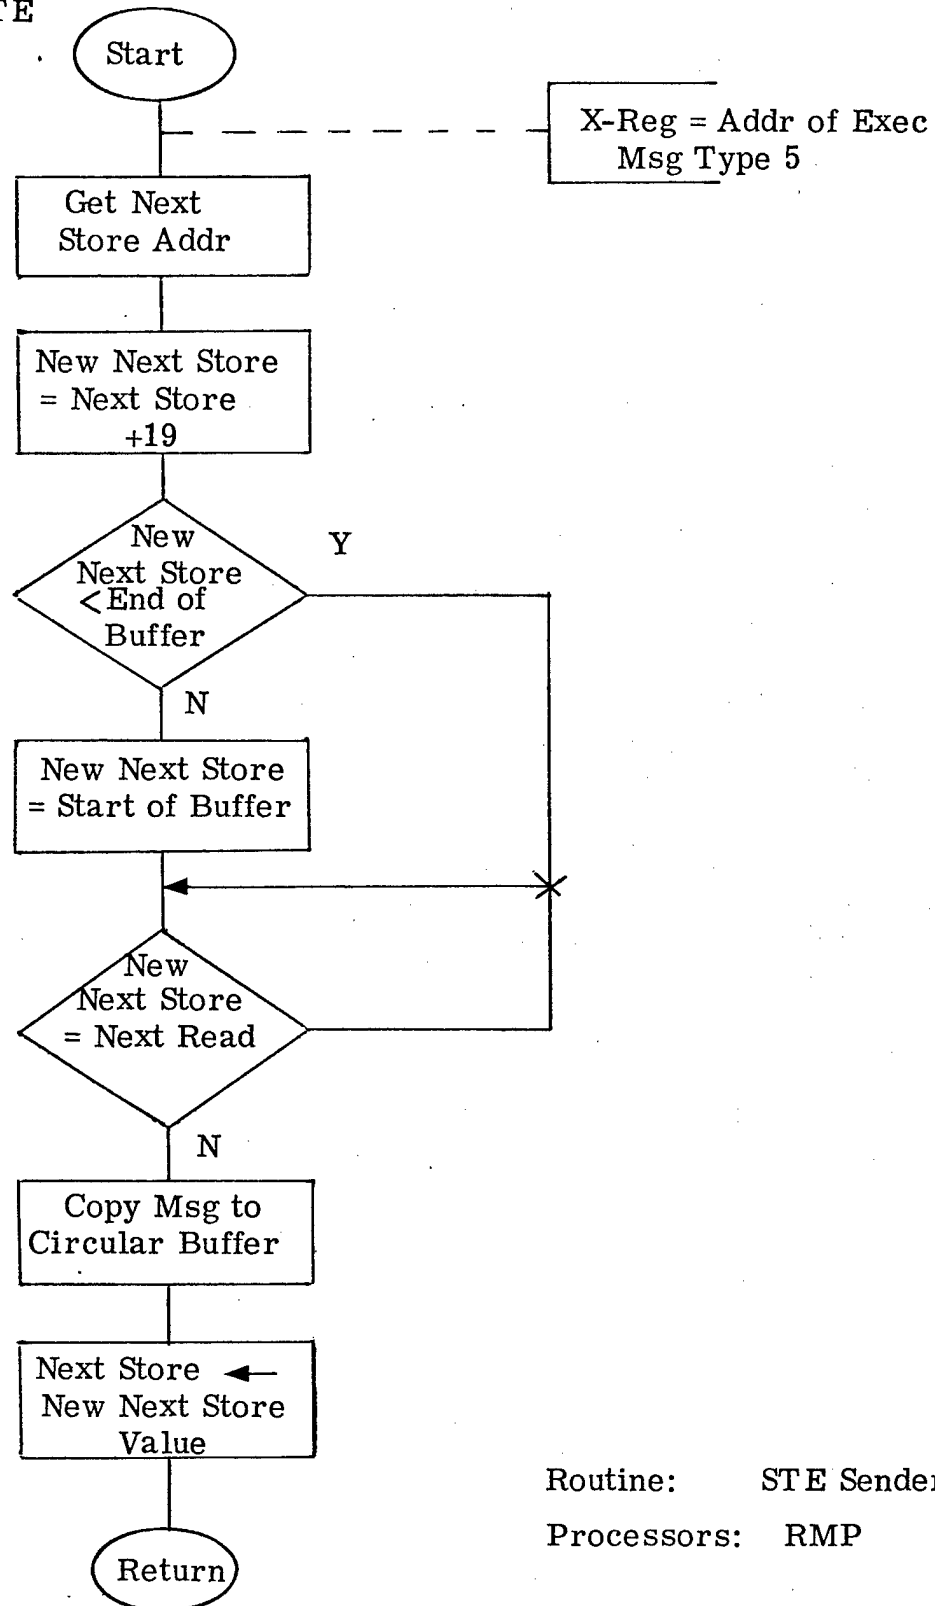 Start
X-Reg = Addr of Exec
Msg Type 5
Get Next
Store Addr
New Next Store
= Next Store
+19
New
Next Store
< End of
Buffer
Y
N
New Next Store
= Start of Buffer
New
Next Store
= Next Read
N
Copy Msg to
Circular Buffer
Next Store ←
New Next Store
Value
Return
Routine: STE
Processors: RMP